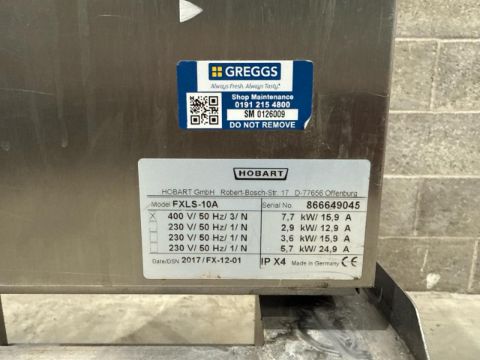 GREGGS
Always Fresh. Always Tasty.
Shop Maintenance
0191 215 4800
SM 0126009
DO NOT REMOVE
HOBART
HOBART GmbH Robert-Bosch-Str. 17 D-77656 Offenburg
Model FXLS-10A Serial No. 866649045
X 400 V/ 50 Hz/ 3/ N 7,7 kW/ 15,9 A
230 V/ 50 Hz/ 1/ N 2,9 kW/ 12,9 A
230 V/ 50 Hz/ 1/ N 3,6 kW/ 15,9 A
230 V/ 50 Hz/ 1/ N 5,7 kW/ 24,9 A
Date/DSN 2017/FX-12-01 IP X4 Made in Germany CE